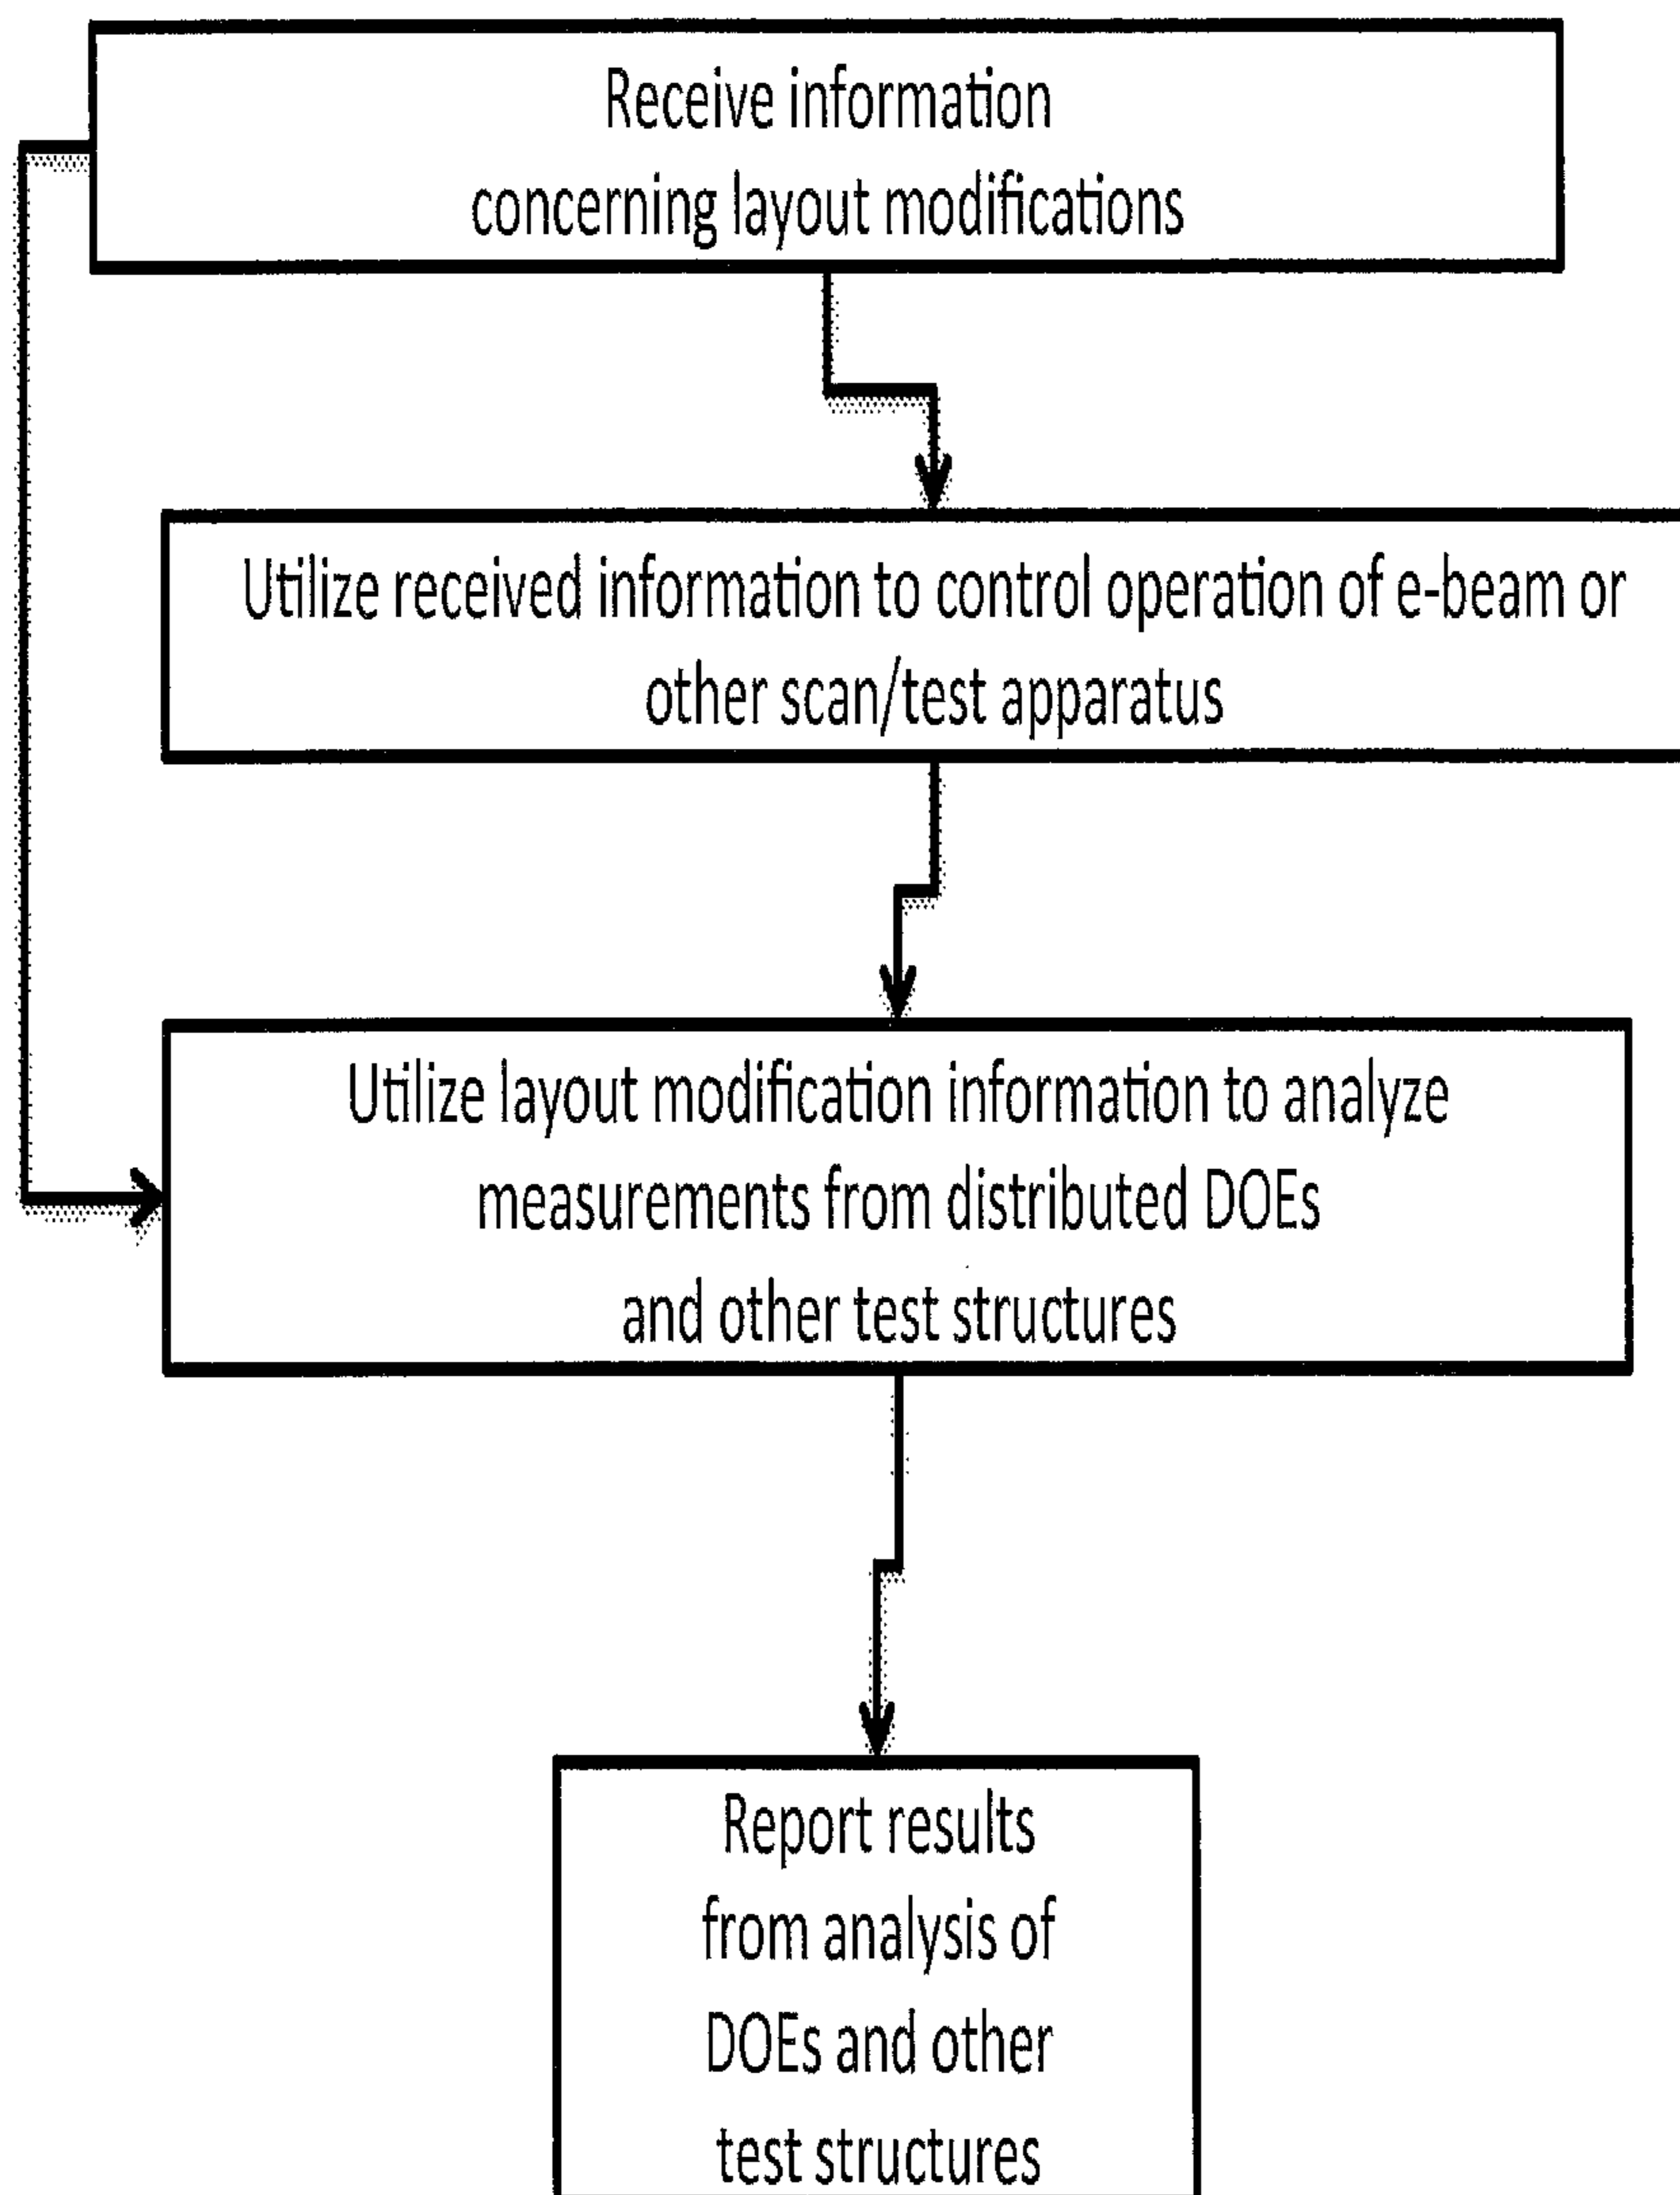 Receive information
concerning layout modifications
Utilize received information to control operation of e-beam or
other scan/test apparatus
Utilize layout modification information to analyze
measurements from distributed DOEs
and other test structures
Report results
from analysis of
DOEs and other
test structures